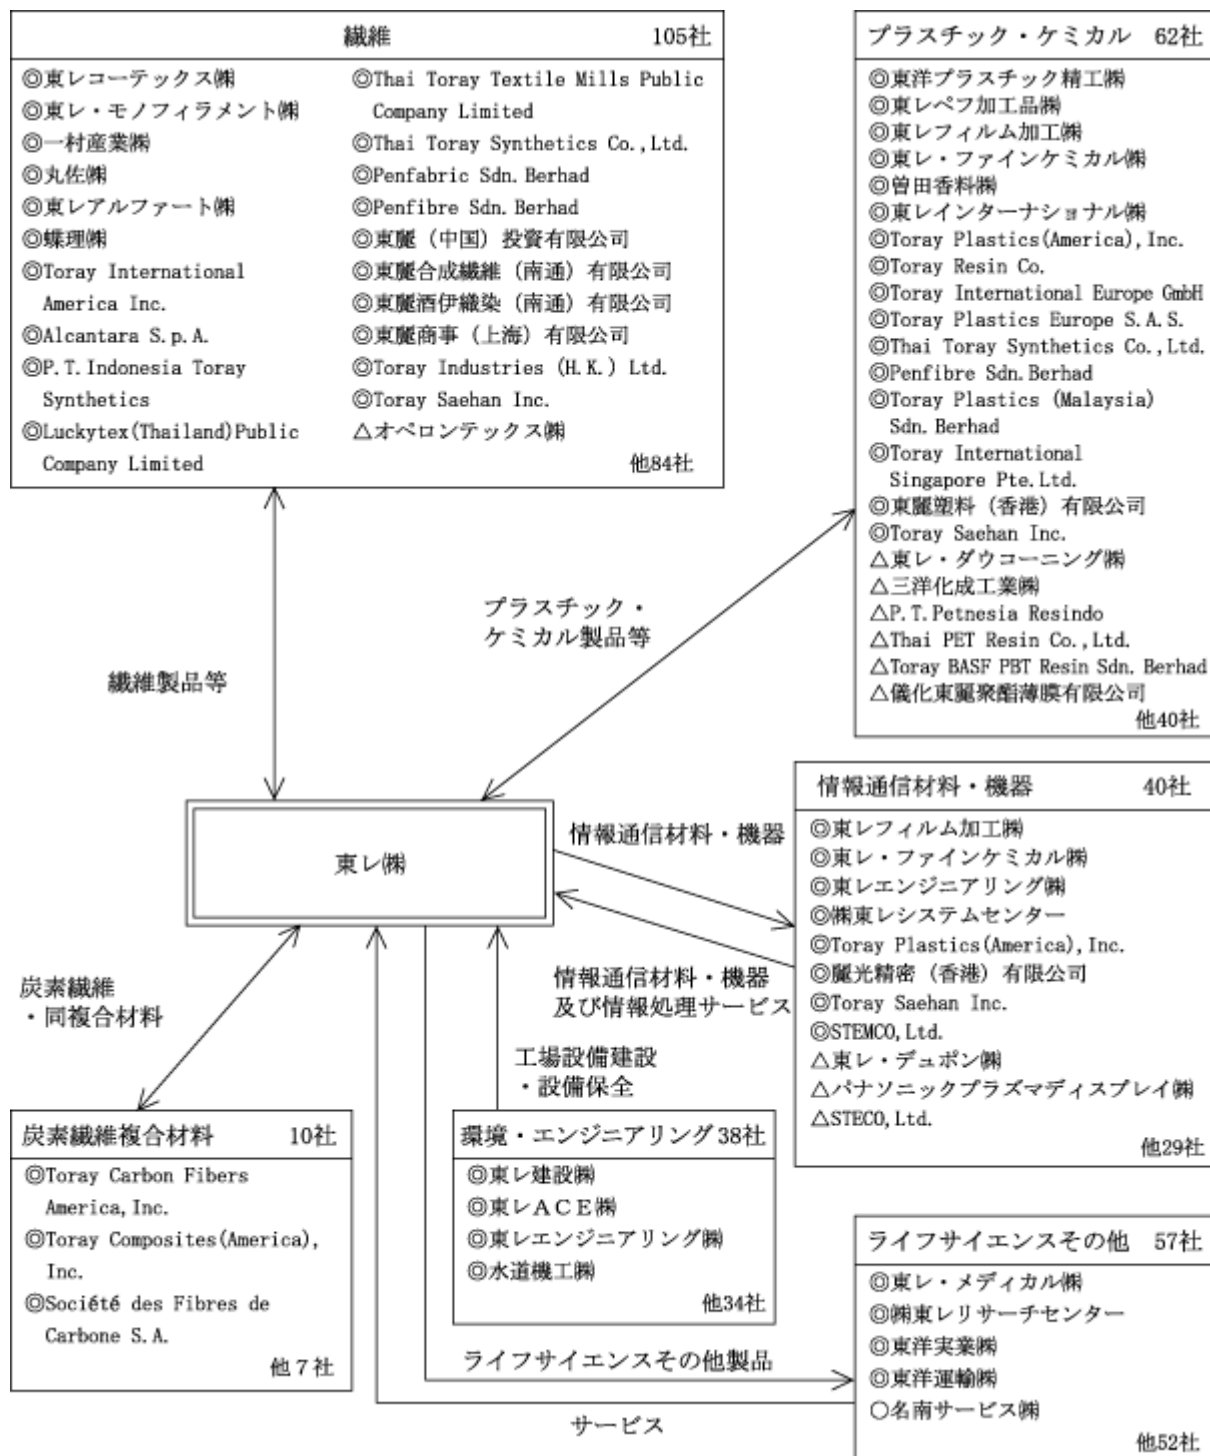 繊維 105社
◎東レコーテックス㈱
◎東レ・モノフィラメント㈱
◎一村産業㈱
◎丸佐㈱
◎東レアルファート㈱
◎蝶理㈱
◎Toray International
America Inc.
◎Alcantara S.p.A.
◎P.T.Indonesia Toray
Synthetics
◎Luckytex(Thailand)Public
Company Limited
◎Thai Toray Textile Mills Public
Company Limited
◎Thai Toray Synthetics Co.,Ltd.
◎Penfabric Sdn.Berhad
◎Penfibre Sdn.Berhad
◎東麗（中国）投資有限公司
◎東麗合成繊維（南通）有限公司
◎東麗酒伊織染（南通）有限公司
◎東麗商事（上海）有限公司
◎Toray Industries (H.K.) Ltd.
◎Toray Saehan Inc.
△オペロンテックス㈱
他84社
プラスチック・ケミカル 62社
◎東洋プラスチック精工㈱
◎東レペフ加工品㈱
◎東レフィルム加工㈱
◎東レ・ファインケミカル㈱
◎曽田香料㈱
◎東レインターナショナル㈱
◎Toray Plastics(America),Inc.
◎Toray Resin Co.
◎Toray International Europe GmbH
◎Toray Plastics Europe S.A.S.
◎Thai Toray Synthetics Co.,Ltd.
◎Penfibre Sdn.Berhad
◎Toray Plastics (Malaysia)
Sdn.Berhad
◎Toray International
Singapore Pte.Ltd.
◎東麗塑料（香港）有限公司
◎Toray Saehan Inc.
△東レ・ダウコーニング㈱
△三洋化成工業㈱
△P.T.Petnesia Resindo
△Thai PET Resin Co.,Ltd.
△Toray BASF PBT Resin Sdn.Berhad
△儀化東麗聚酯薄膜有限公司
他40社
繊維製品等
プラスチック・
ケミカル製品等
東レ㈱
情報通信材料・機器
情報通信材料・機器
及び情報処理サービス
情報通信材料・機器 40社
◎東レフィルム加工㈱
◎東レ・ファインケミカル㈱
◎東レエンジニアリング㈱
◎㈱東レシステムセンター
◎Toray Plastics(America),Inc.
◎麗光精密（香港）有限公司
◎Toray Saehan Inc.
◎STEMCO,Ltd.
△東レ・デュポン㈱
△パナソニックプラズマディスプレイ㈱
△STECO,Ltd.
他29社
炭素繊維
・同複合材料
工場設備建設
・設備保全
炭素繊維複合材料 10社
◎Toray Carbon Fibers
America,Inc.
◎Toray Composites(America),
Inc.
◎Société des Fibres de
Carbone S.A.
他７社
環境・エンジニアリング 38社
◎東レ建設㈱
◎東レＡＣＥ㈱
◎東レエンジニアリング㈱
◎水道機工㈱
他34社
ライフサイエンスその他製品
サービス
ライフサイエンスその他 57社
◎東レ・メディカル㈱
◎㈱東レリサーチセンター
◎東洋実業㈱
◎東洋運輸㈱
○名南サービス㈱
他52社